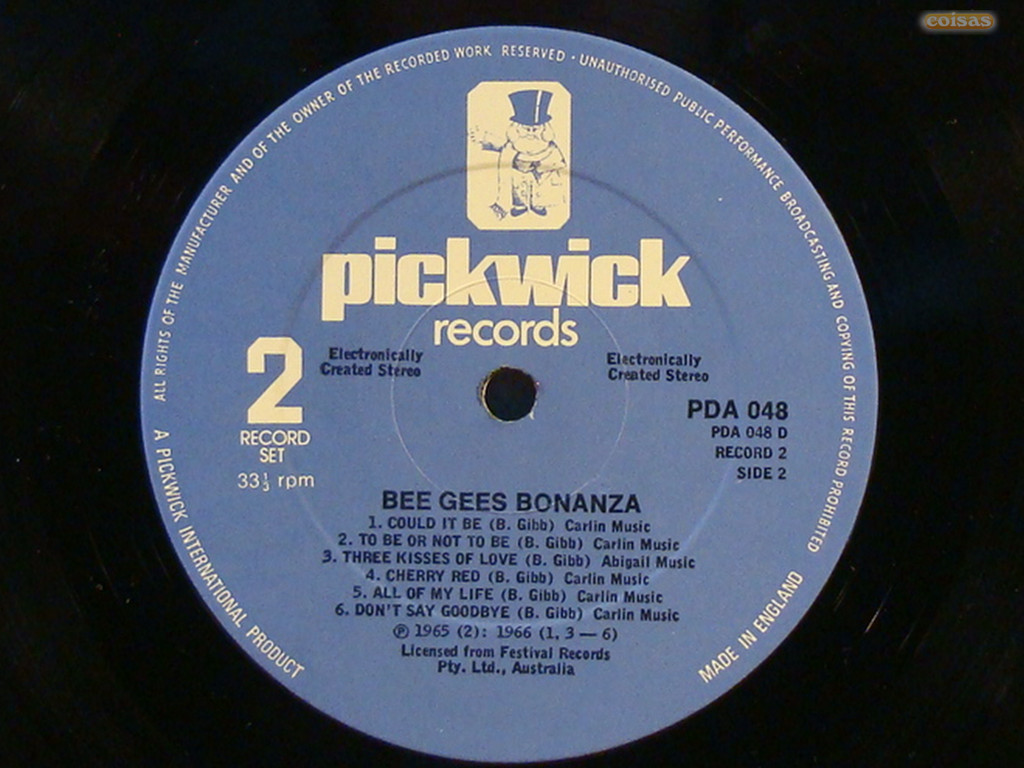 coisas
ALL RIGHTS OF THE MANUFACTURER AND OF THE OWNER OF THE RECORDED WORK RESERVED · UNAUTHORISED PUBLIC PERFORMANCE BROADCASTING AND COPYING OF THIS RECORD PROHIBITED
pickwick
records
Electronically
Created Stereo
Electronically
Created Stereo
2
RECORD
SET
33⅓ rpm
PDA 048
PDA 048 D
RECORD 2
SIDE 2
BEE GEES BONANZA
1. COULD IT BE (B. Gibb) Carlin Music
2. TO BE OR NOT TO BE (B. Gibb) Carlin Music
3. THREE KISSES OF LOVE (B. Gibb) Abigail Music
4. CHERRY RED (B. Gibb) Carlin Music
5. ALL OF MY LIFE (B. Gibb) Carlin Music
6. DON'T SAY GOODBYE (B. Gibb) Carlin Music
℗ 1965 (2): 1966 (1, 3 — 6)
Licensed from Festival Records
Pty. Ltd., Australia
A PICKWICK INTERNATIONAL PRODUCT
MADE IN ENGLAND